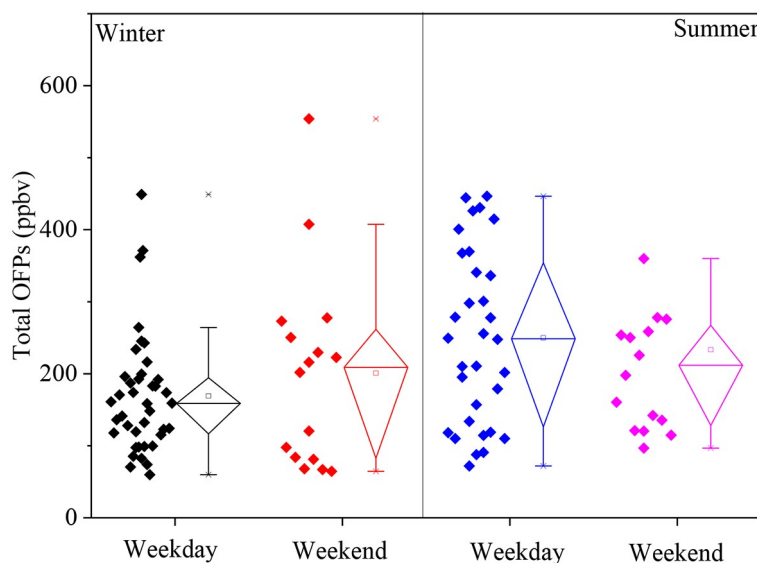 Winter
Summer
600
400
200
0
Total OFPs (ppbv)
Weekday
Weekend
Weekday
Weekend